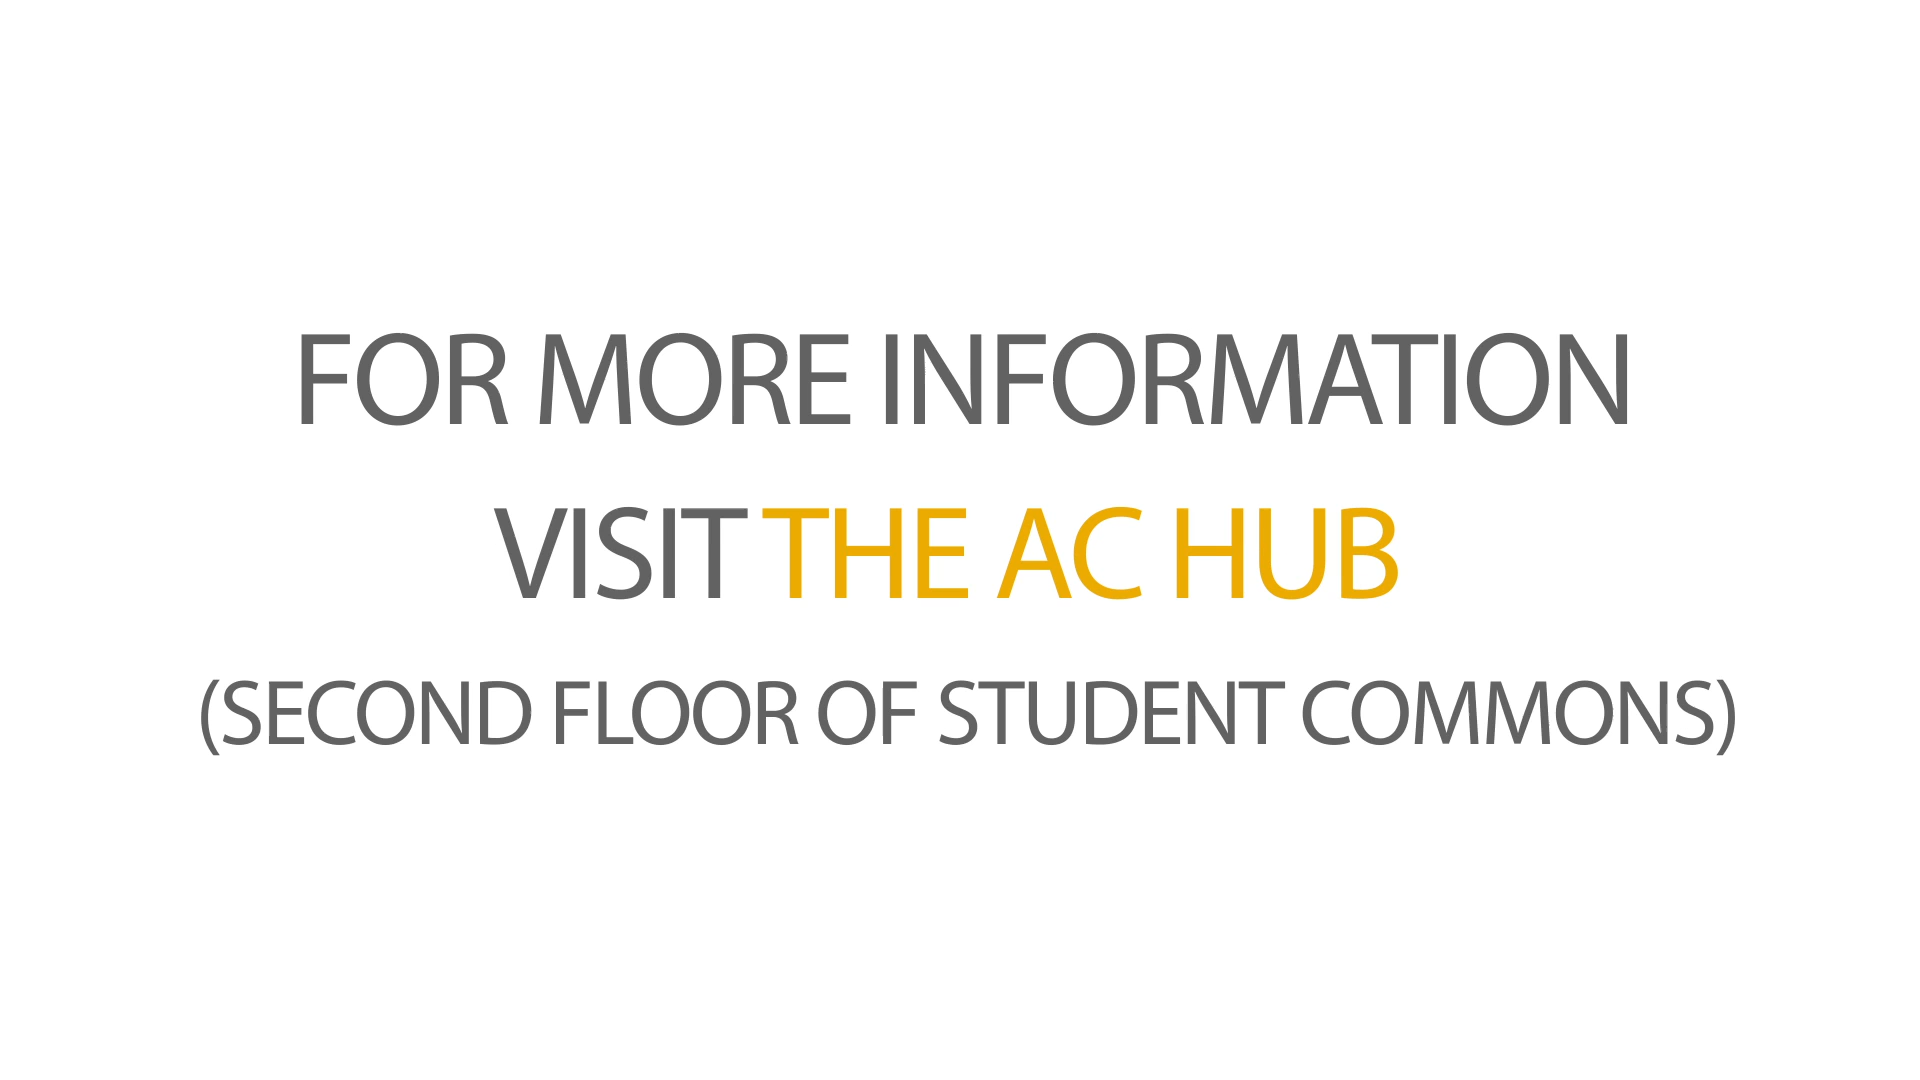 FOR MORE INFORMATION
VISIT THE AC HUB
(SECOND FLOOR OF STUDENT COMMONS)